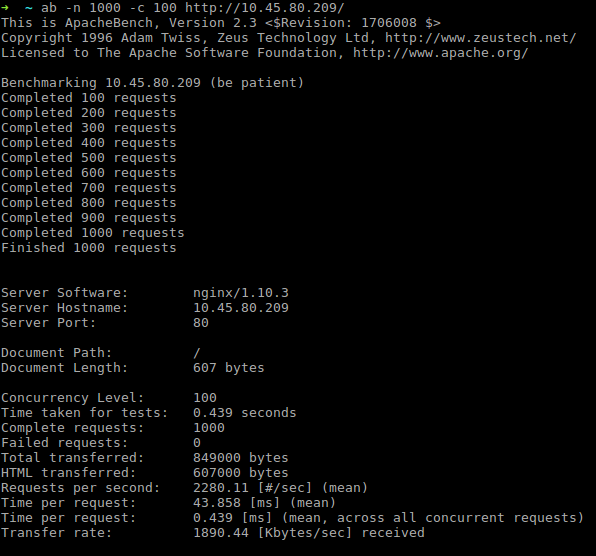 ➜  ~ ab -n 1000 -c 100 http://10.45.80.209/
This is ApacheBench, Version 2.3 <$Revision: 1706008 $>
Copyright 1996 Adam Twiss, Zeus Technology Ltd, http://www.zeustech.net/
Licensed to The Apache Software Foundation, http://www.apache.org/

Benchmarking 10.45.80.209 (be patient)
Completed 100 requests
Completed 200 requests
Completed 300 requests
Completed 400 requests
Completed 500 requests
Completed 600 requests
Completed 700 requests
Completed 800 requests
Completed 900 requests
Completed 1000 requests
Finished 1000 requests


Server Software:        nginx/1.10.3
Server Hostname:        10.45.80.209
Server Port:            80

Document Path:          /
Document Length:        607 bytes

Concurrency Level:      100
Time taken for tests:   0.439 seconds
Complete requests:      1000
Failed requests:        0
Total transferred:      849000 bytes
HTML transferred:       607000 bytes
Requests per second:    2280.11 [#/sec] (mean)
Time per request:       43.858 [ms] (mean)
Time per request:       0.439 [ms] (mean, across all concurrent requests)
Transfer rate:          1890.44 [Kbytes/sec] received